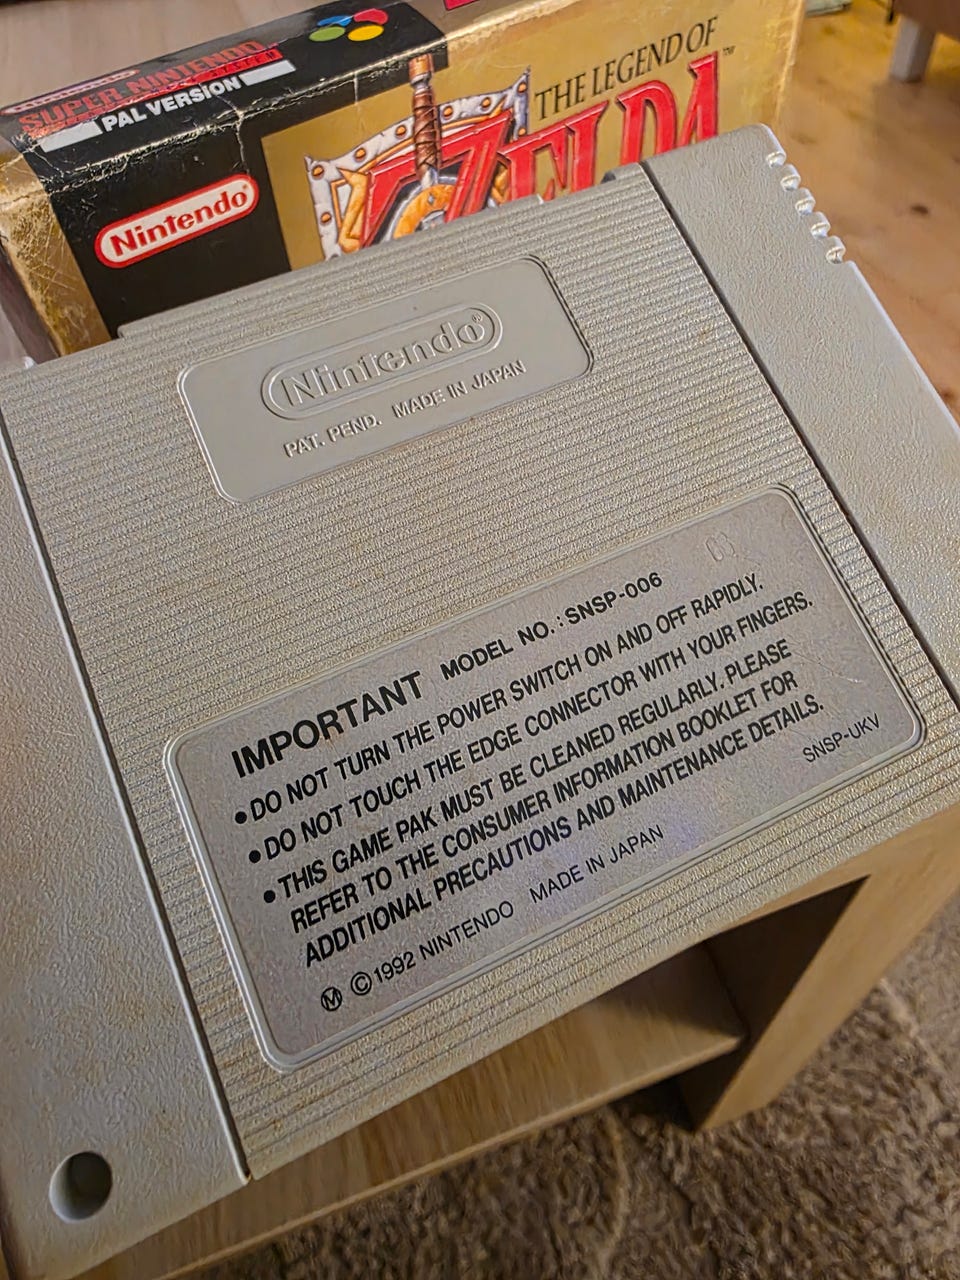 SUPER NINTENDO
PAL VERSION
Nintendo
THE LEGEND OF
ZELDA
TM
Nintendo®
PAT. PEND. MADE IN JAPAN
IMPORTANT MODEL NO.: SNSP-006
• DO NOT TURN THE POWER SWITCH ON AND OFF RAPIDLY.
• DO NOT TOUCH THE EDGE CONNECTOR WITH YOUR FINGERS.
• THIS GAME PAK MUST BE CLEANED REGULARLY. PLEASE
REFER TO THE CONSUMER INFORMATION BOOKLET FOR
ADDITIONAL PRECAUTIONS AND MAINTENANCE DETAILS.
SNSP-UKV
Ⓜ ©1992 NINTENDO MADE IN JAPAN